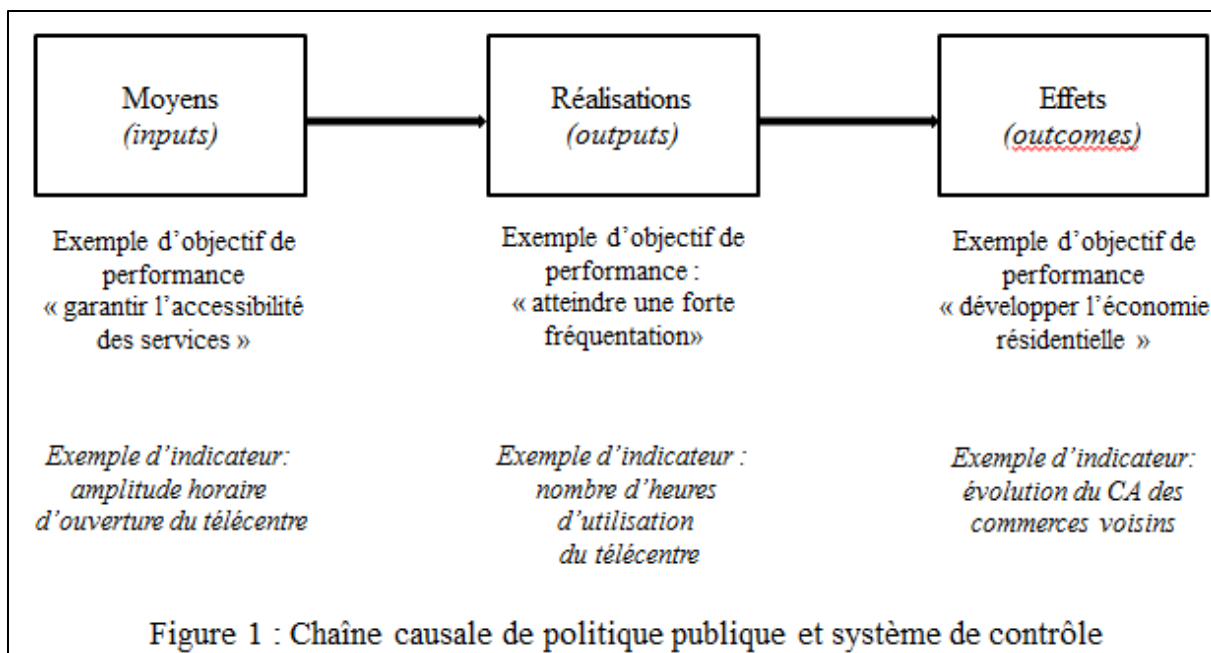 Moyens
(inputs)
Réalisations
(outputs)
Effets
(outcomes)
Exemple d’objectif de
performance
« garantir l’accessibilité
des services »
Exemple d’objectif de
performance :
« atteindre une forte
fréquentation»
Exemple d’objectif de
performance
« développer l’économie
résidentielle »
Exemple d’indicateur:
amplitude horaire
d’ouverture du télécentre
Exemple d’indicateur :
nombre d’heures
d’utilisation
du télécentre
Exemple d’indicateur:
évolution du CA des
commerces voisins
Figure 1 : Chaîne causale de politique publique et système de contrôle